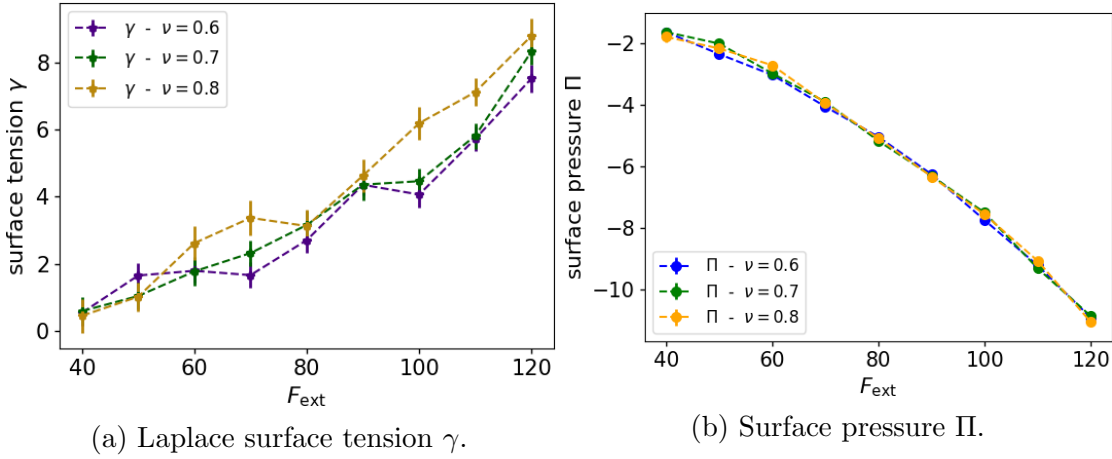 surface tension γ
8
6
4
2
0
γ - ν = 0.6
γ - ν = 0.7
γ - ν = 0.8
40 60 80 100 120
F_ext
(a) Laplace surface tension γ.
surface pressure Π
−2
−4
−6
−8
−10
Π - ν = 0.6
Π - ν = 0.7
Π - ν = 0.8
40 60 80 100 120
F_ext
(b) Surface pressure Π.